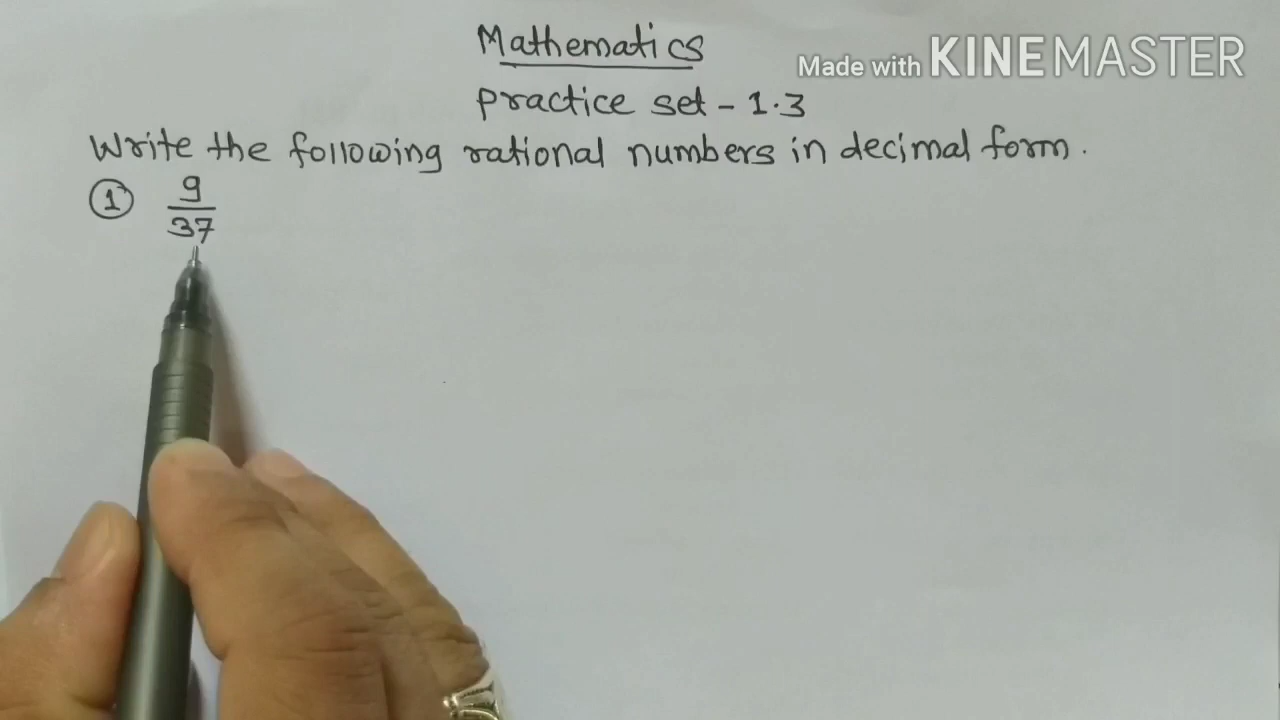 Mathematics
Made with KINEMASTER
Practice set - 1.3
Write the following rational numbers in decimal form.
① 9/37